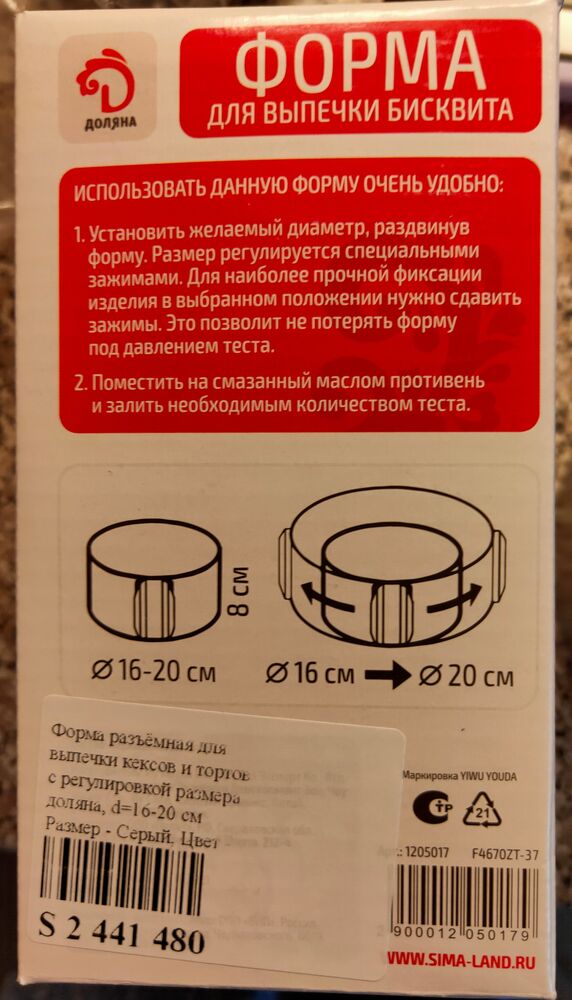 ДОЛЯНА
ФОРМА
ДЛЯ ВЫПЕЧКИ БИСКВИТА
ИСПОЛЬЗОВАТЬ ДАННУЮ ФОРМУ ОЧЕНЬ УДОБНО:
1. Установить желаемый диаметр, раздвинув
форму. Размер регулируется специальными
зажимами. Для наиболее прочной фиксации
изделия в выбранном положении нужно сдавить
зажимы. Это позволит не потерять форму
под давлением теста.
2. Поместить на смазанный маслом противень
и залить необходимым количеством теста.
8 см
Ø 16-20 см
Ø 16 см → Ø 20 см
Форма разъёмная для
выпечки кексов и тортов
с регулировкой размера
доляна, d=16-20 см
Размер - Серый, Цвет
S 2 441 480
Маркировка YIWU YOUDA
TP
21
Арт.: 1205017 F4670ZT-37
2 900012 050179
WWW.SIMA-LAND.RU